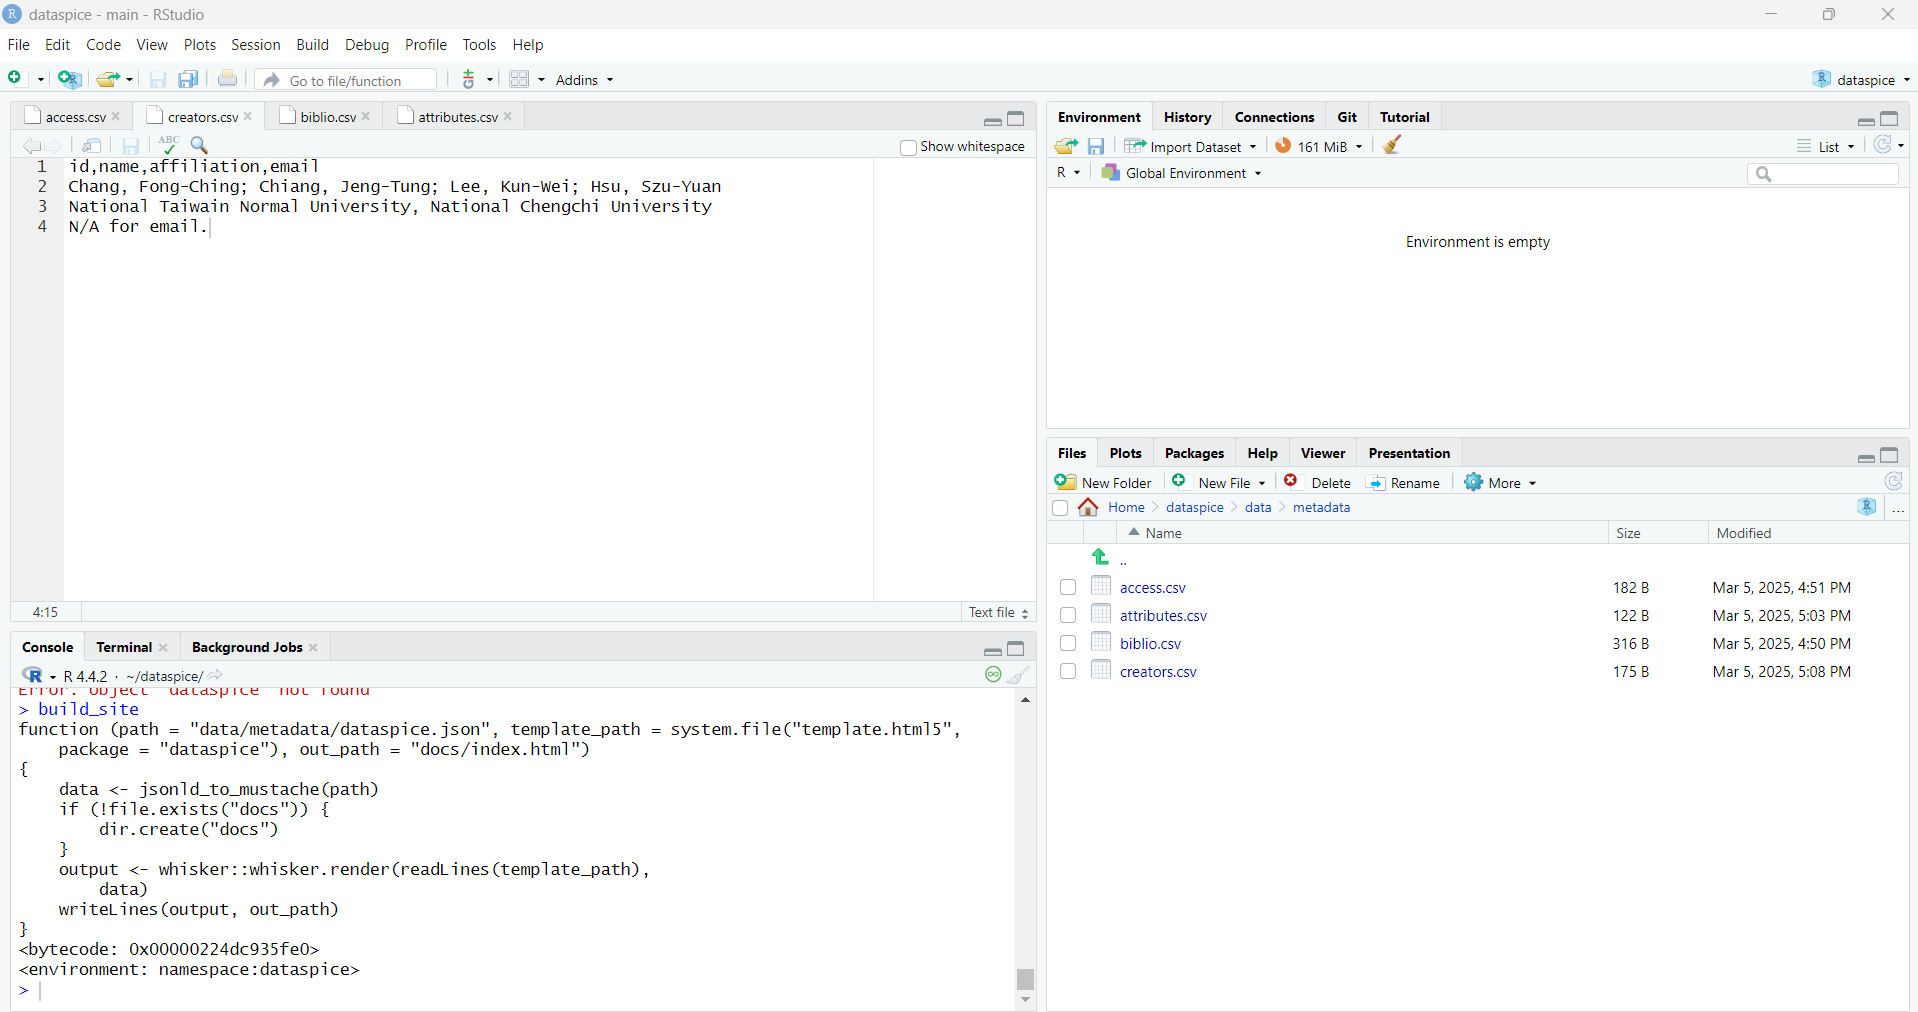 dataspice - main - RStudio
File Edit Code View Plots Session Build Debug Profile Tools Help
Go to file/function Addins dataspice
access.csv creators.csv biblio.csv attributes.csv
ABC Show whitespace
1 id,name,affiliation,email
2 Chang, Fong-Ching; Chiang, Jeng-Tung; Lee, Kun-Wei; Hsu, Szu-Yuan
3 National Taiwain Normal University, National Chengchi University
4 N/A for email.
4:15 Text file
Console Terminal Background Jobs
R 4.4.2 · ~/dataspice/
Error: object 'dataspice' not found
> build_site
function (path = "data/metadata/dataspice.json", template_path = system.file("template.html5",
package = "dataspice"), out_path = "docs/index.html")
{
data <- jsonld_to_mustache(path)
if (!file.exists("docs")) {
dir.create("docs")
}
output <- whisker::whisker.render(readLines(template_path),
data)
writeLines(output, out_path)
}
<bytecode: 0x00000224dc935fe0>
<environment: namespace:dataspice>
>
Environment History Connections Git Tutorial
Import Dataset 161 MiB List
R Global Environment
Environment is empty
Files Plots Packages Help Viewer Presentation
New Folder New File Delete Rename More
Home dataspice data metadata ...
Name Size Modified
..
access.csv 182 B Mar 5, 2025, 4:51 PM
attributes.csv 122 B Mar 5, 2025, 5:03 PM
biblio.csv 316 B Mar 5, 2025, 4:50 PM
creators.csv 175 B Mar 5, 2025, 5:08 PM